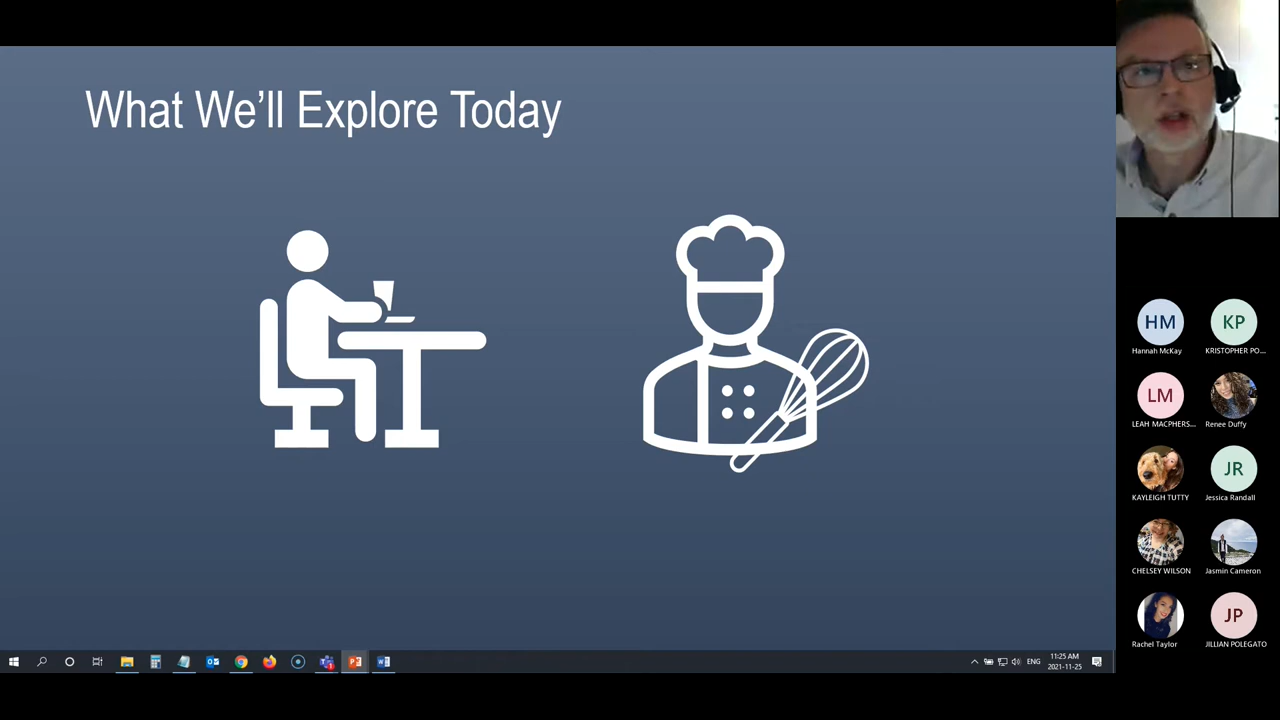 What We'll Explore Today
HM
KP
Hannah McKay
KRISTOPHER PO...
LM
LEAH MACPHERS...
Renee Duffy
JR
KAYLEIGH TUTTY
Jessica Randall
CHELSEY WILSON
Jasmin Cameron
JP
Rachel Taylor
JILLIAN POLEGATO
ENG
11:25 AM
2021-11-25